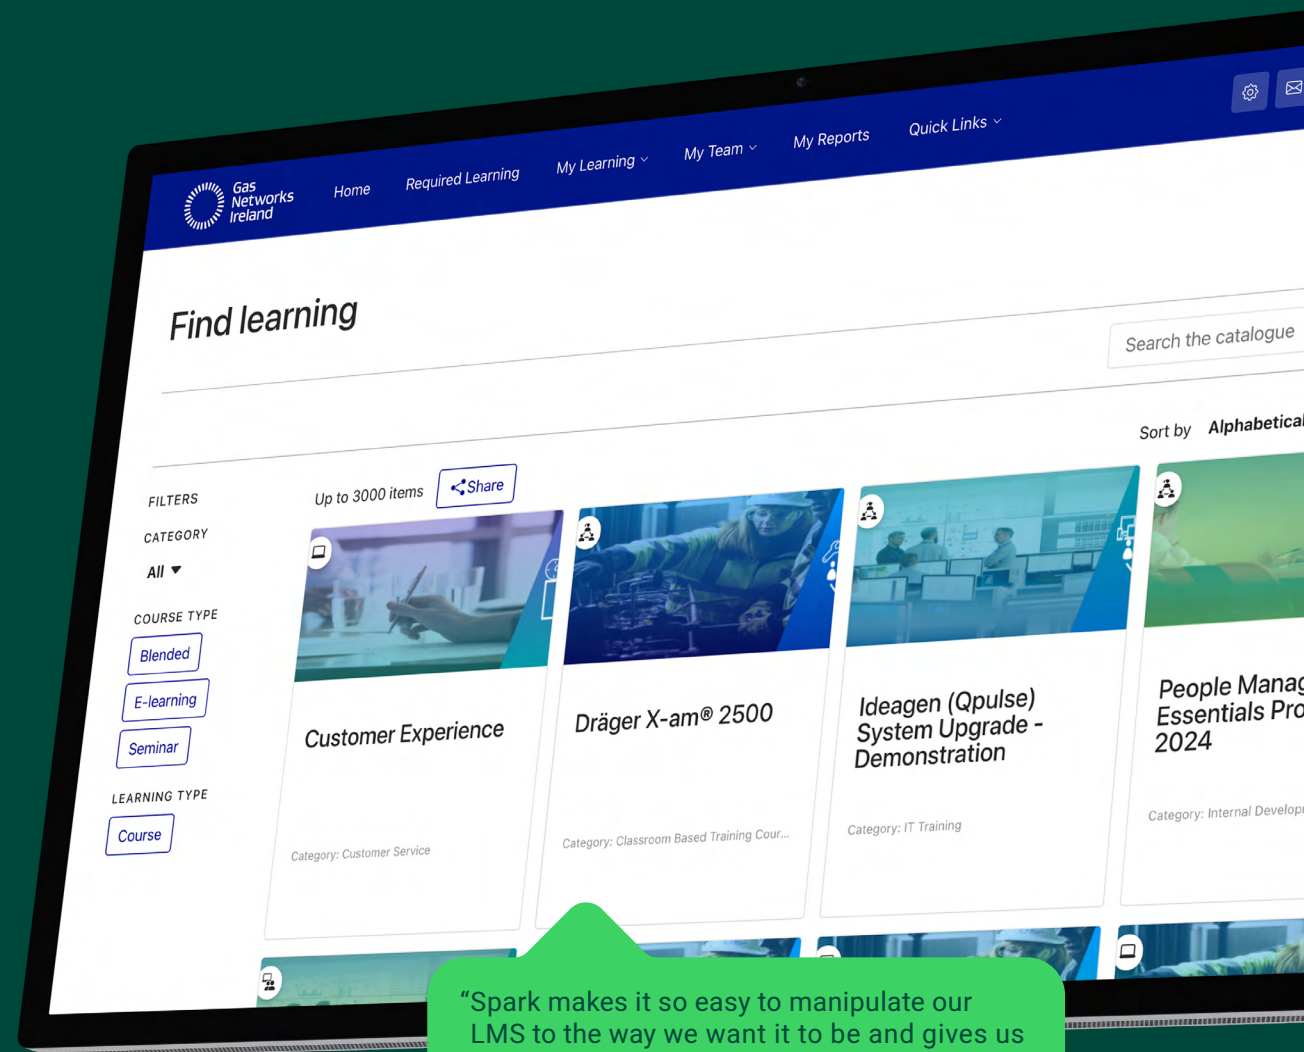 Gas
Networks
Ireland
Home
Required Learning
My Learning
My Team
My Reports
Quick Links
Find learning
Search the catalogue
Sort by Alphabetical
FILTERS
CATEGORY
All
COURSE TYPE
Blended
E-learning
Seminar
LEARNING TYPE
Course
Up to 3000 items
Share
Customer Experience
Category: Customer Service
Dräger X-am® 2500
Category: Classroom Based Training Cour...
Ideagen (Qpulse)
System Upgrade -
Demonstration
Category: IT Training
People Manag
Essentials Pro
2024
Category: Internal Develop
“Spark makes it so easy to manipulate our
LMS to the way we want it to be and gives us